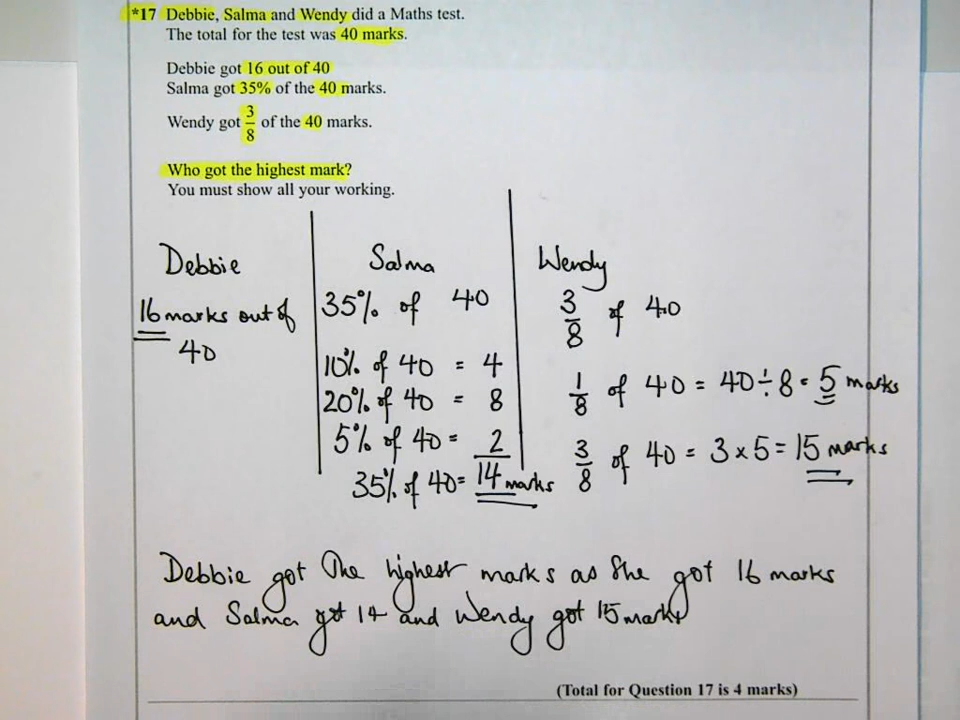 *17 Debbie, Salma and Wendy did a Maths test.
The total for the test was 40 marks.
Debbie got 16 out of 40
Salma got 35% of the 40 marks.
Wendy got 3/8 of the 40 marks.
Who got the highest mark?
You must show all your working.
Debbie
16 marks out of
40
Salma
35% of 40
10% of 40 = 4
20% of 40 = 8
5% of 40 = 2
35% of 40 = 14 marks
Wendy
3/8 of 40
1/8 of 40 = 40 ÷ 8 = 5 marks
3/8 of 40 = 3 x 5 = 15 marks
Debbie got the highest marks as she got 16 marks
and Salma got 14 and Wendy got 15 marks
(Total for Question 17 is 4 marks)